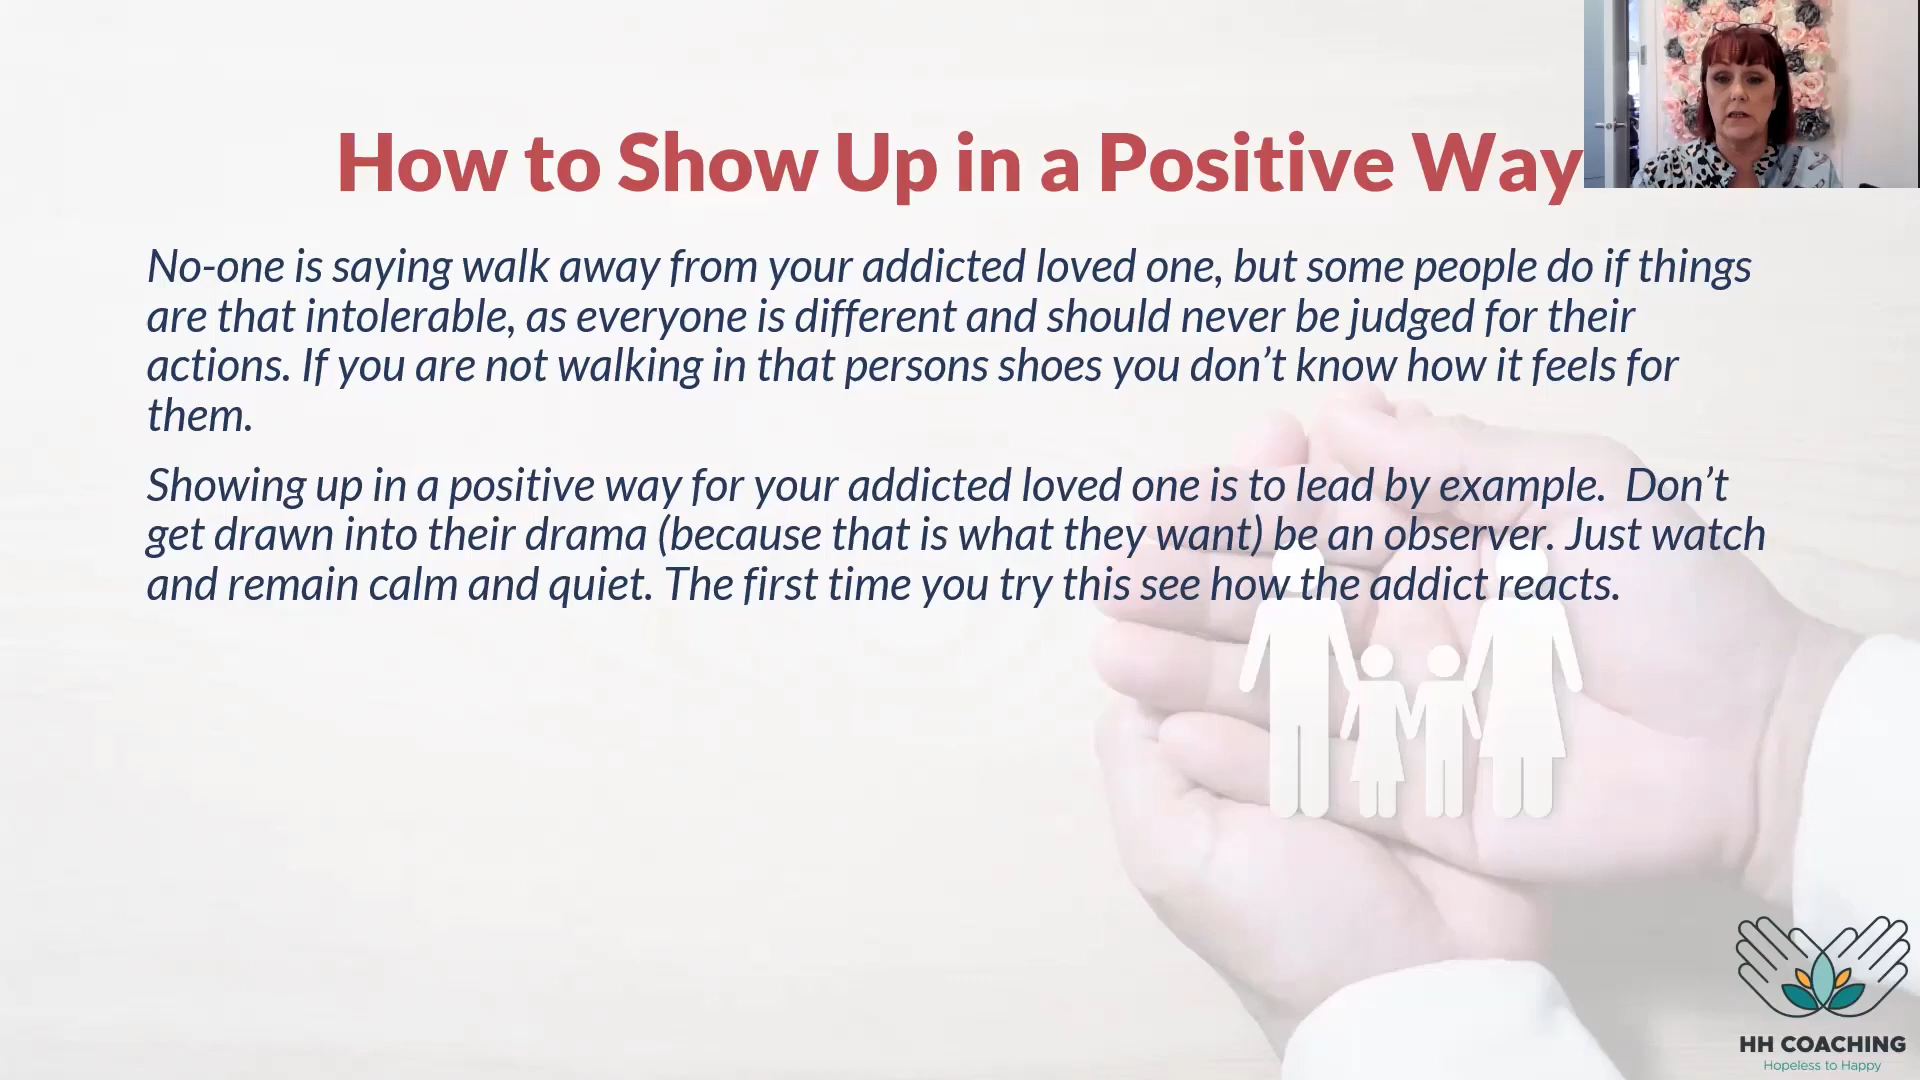 How to Show Up in a Positive Way
No-one is saying walk away from your addicted loved one, but some people do if things
are that intolerable, as everyone is different and should never be judged for their
actions. If you are not walking in that persons shoes you don’t know how it feels for
them.
Showing up in a positive way for your addicted loved one is to lead by example.  Don’t
get drawn into their drama (because that is what they want) be an observer. Just watch
and remain calm and quiet. The first time you try this see how the addict reacts.
HH COACHING
Hopeless to Happy